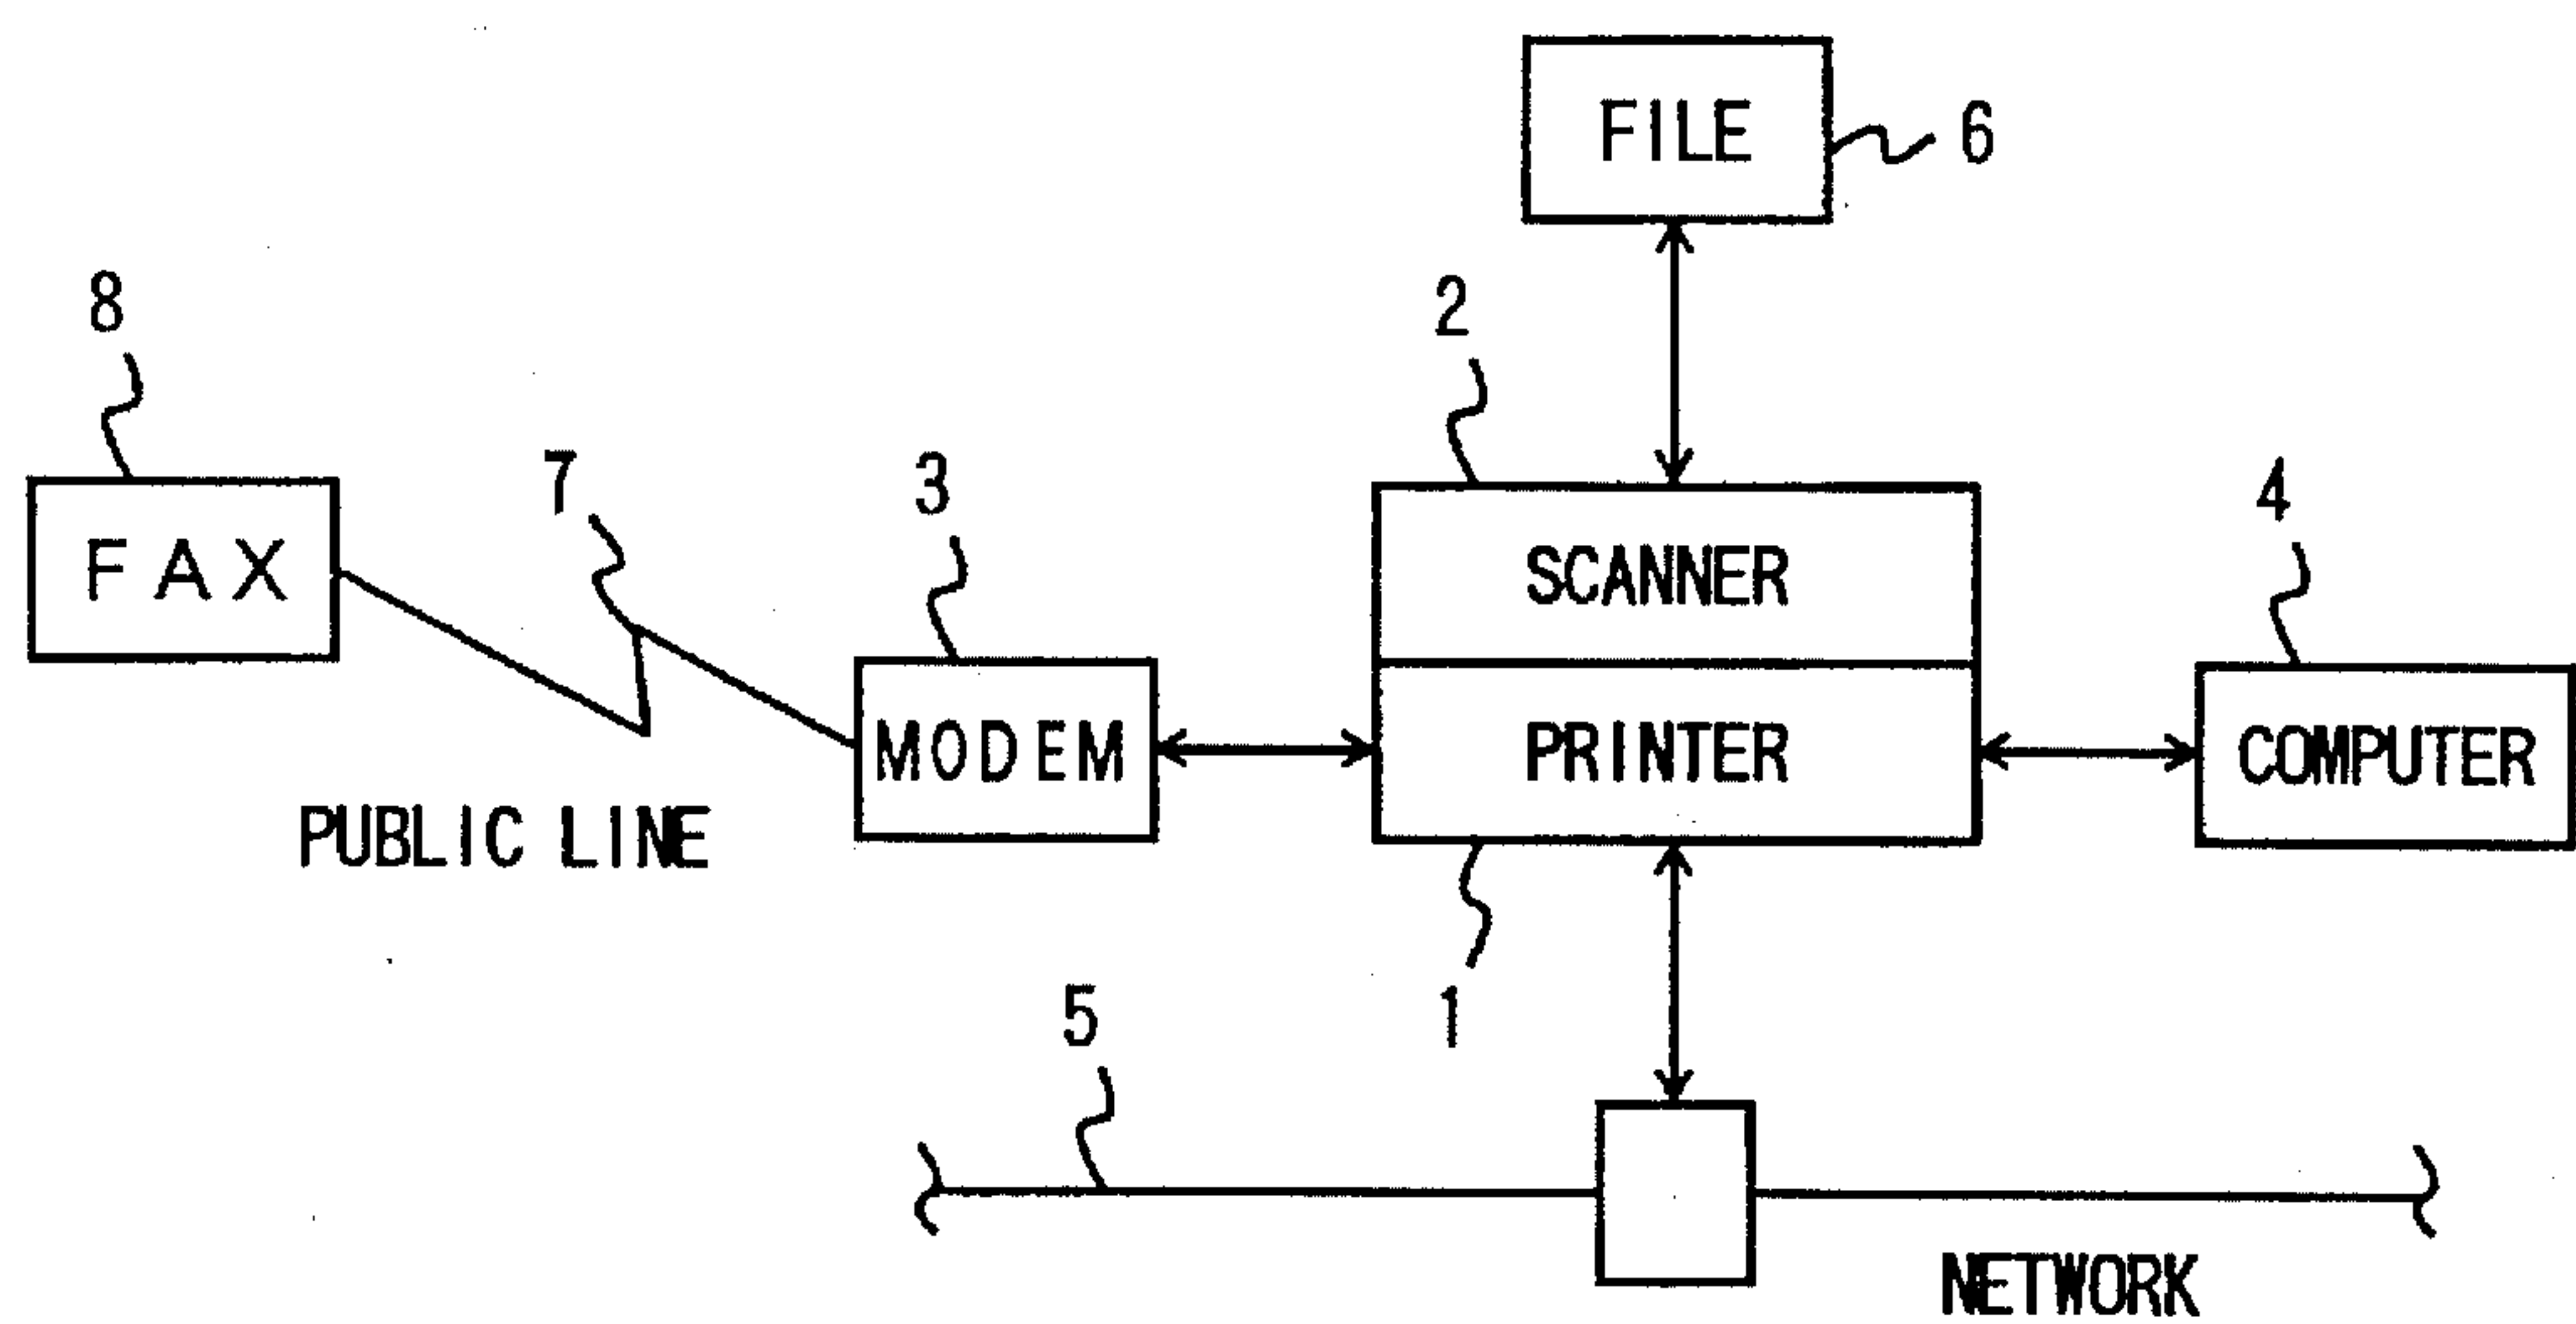 FILE
6
8
2
7
3
4
FAX
SCANNER
MODEM
PRINTER
COMPUTER
PUBLIC LINE
1
5
NETWORK